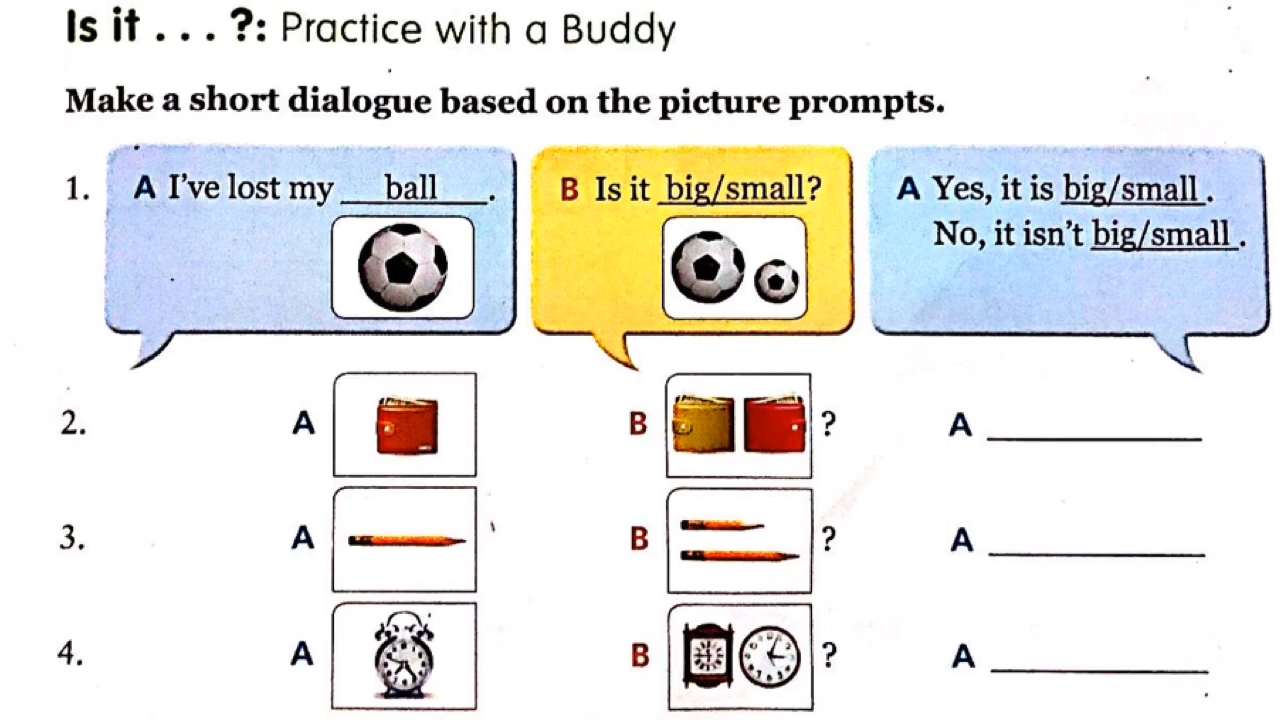 Is it . . . ?: Practice with a Buddy
Make a short dialogue based on the picture prompts.
1. A I've lost my ball. B Is it big/small? A Yes, it is big/small.
No, it isn't big/small.
2. A B ? A
3. A B ? A
4. A B ? A